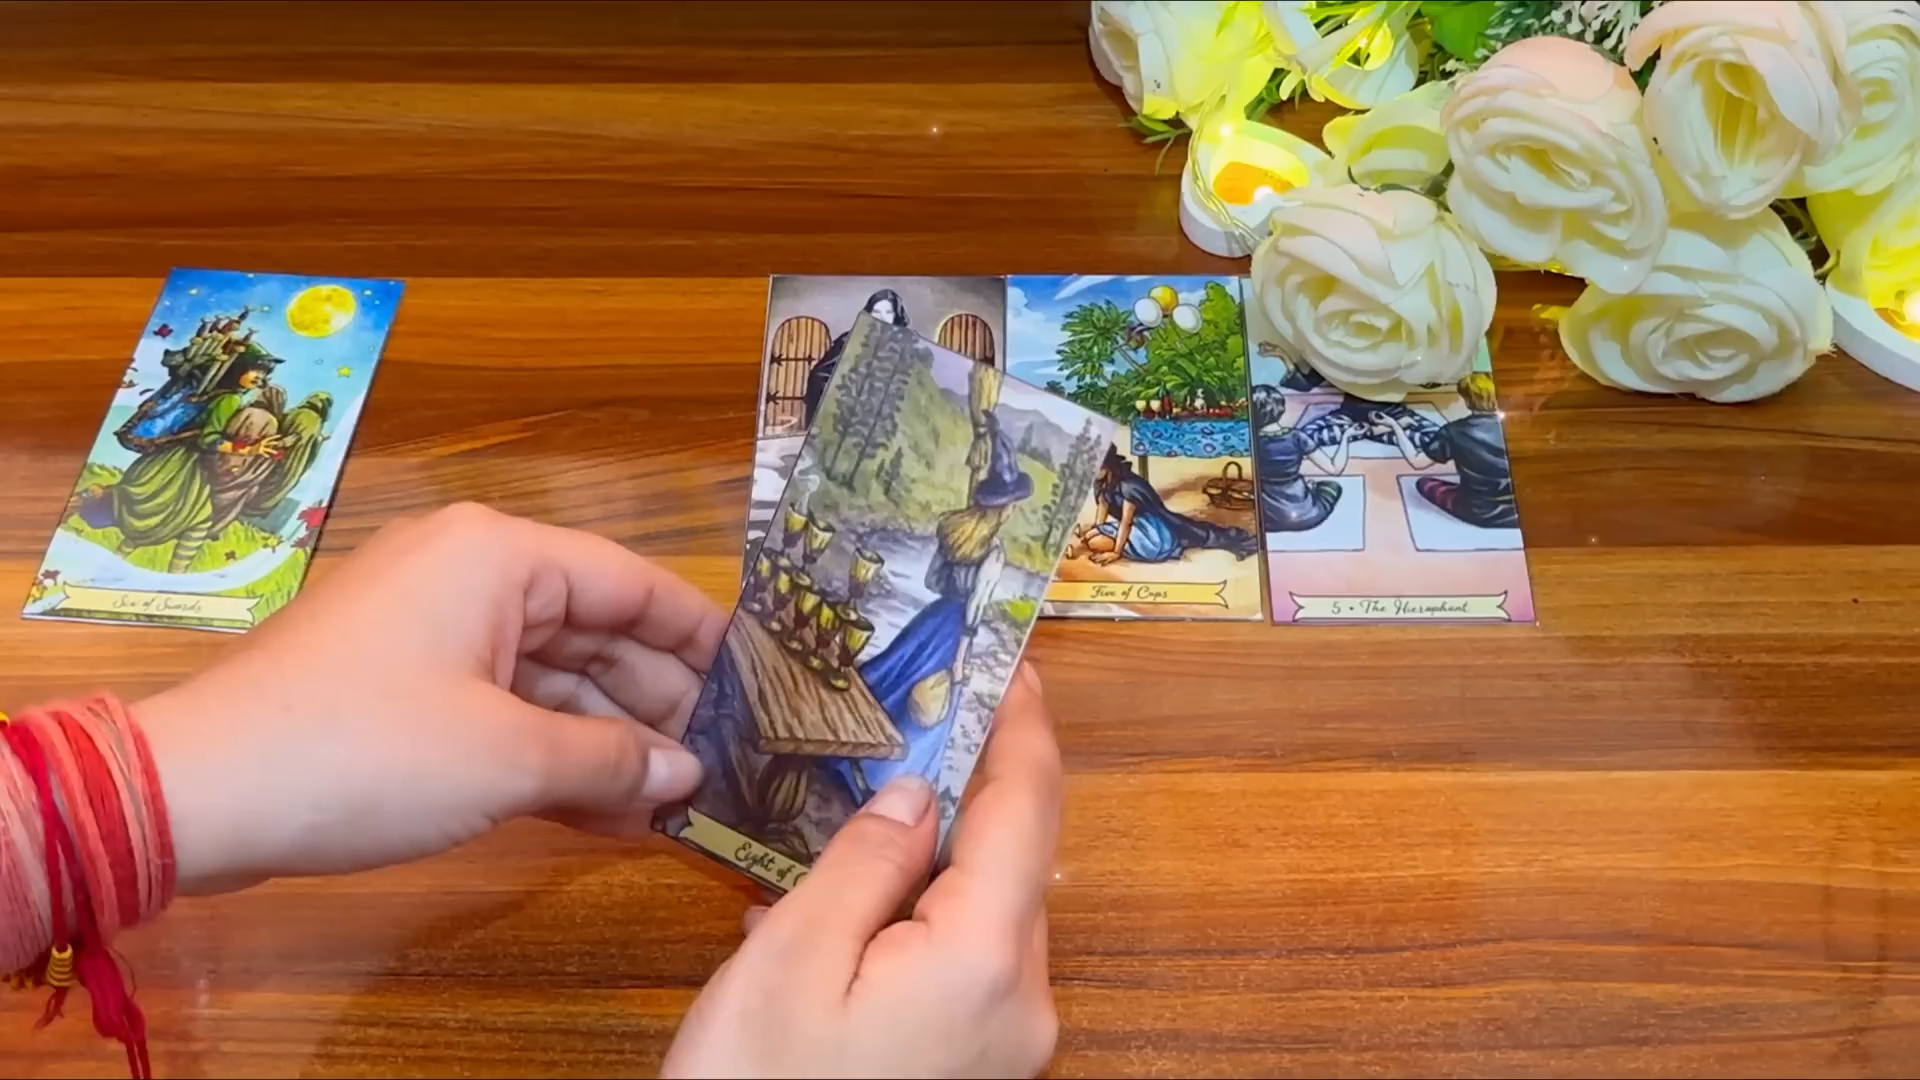 Six of Swords
Five of Cups
5 • The Hierophant
Eight of C